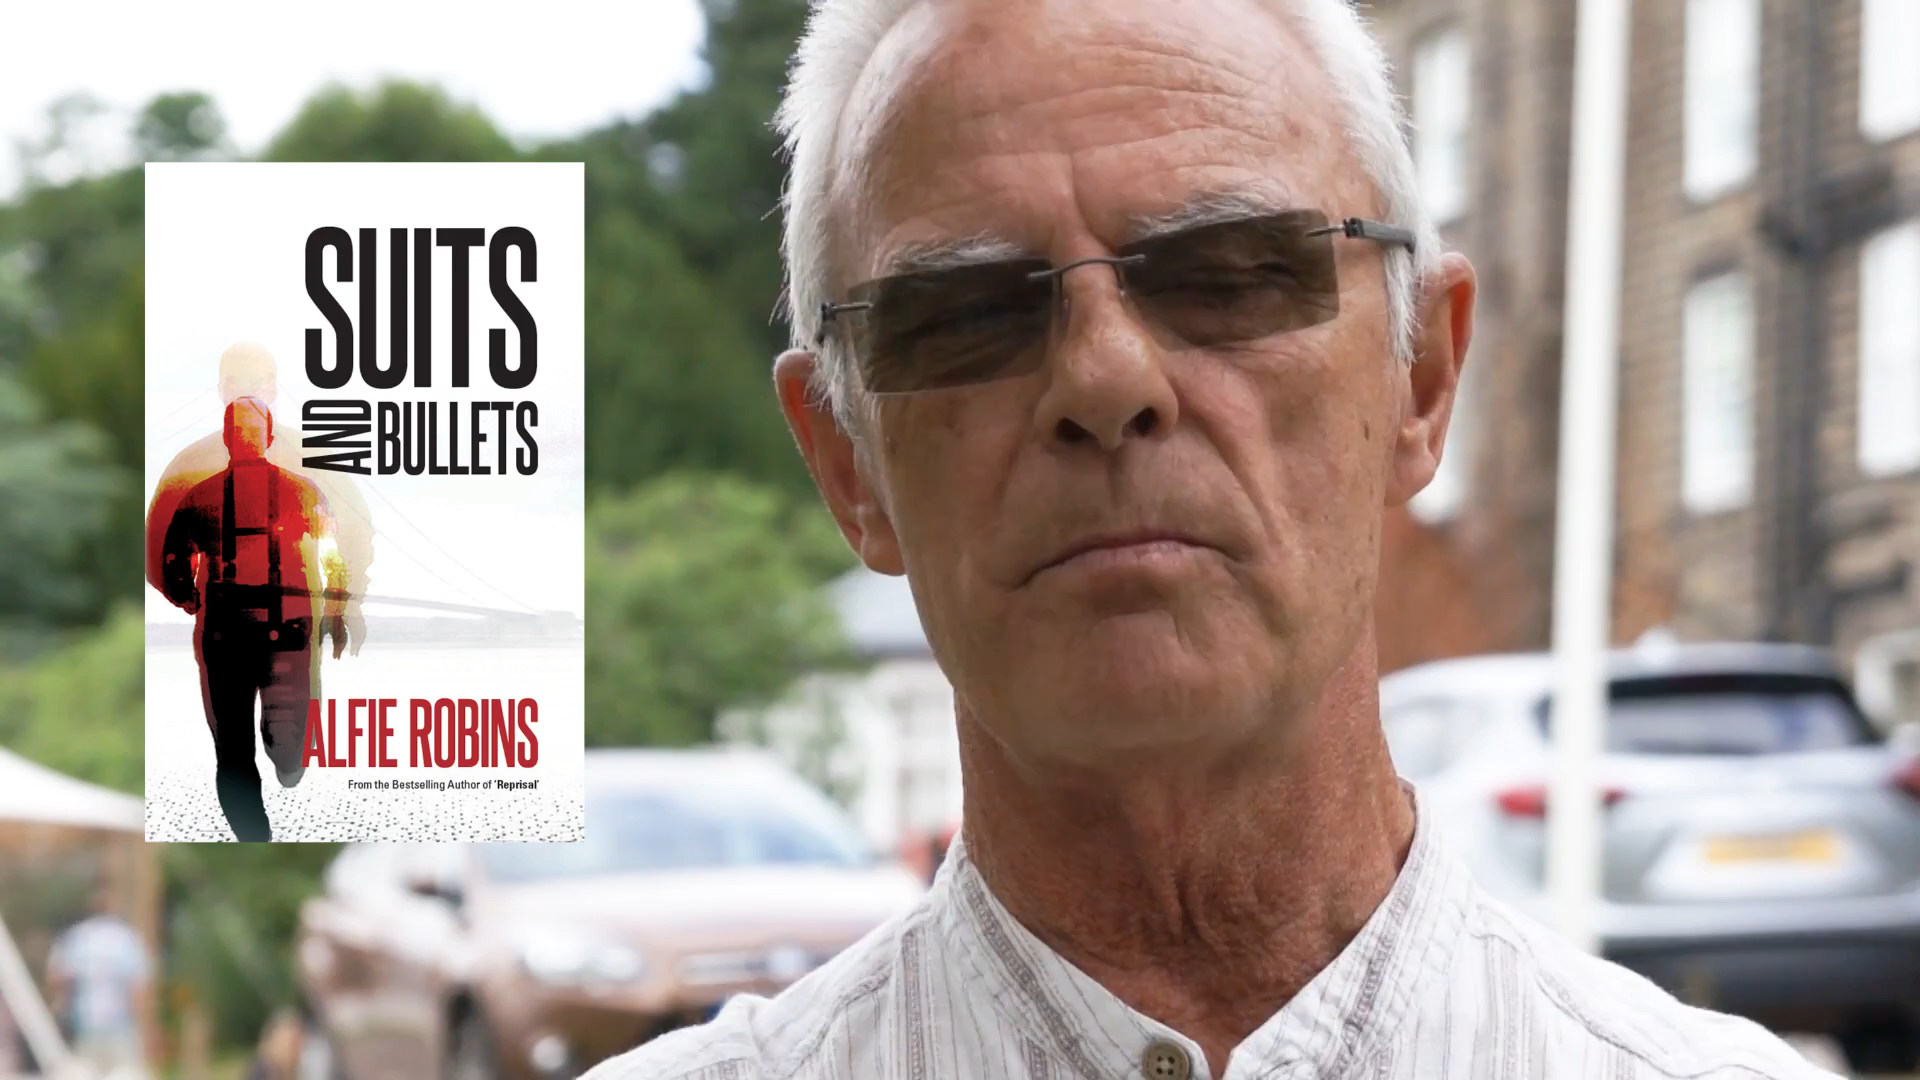 SUITS
AND BULLETS
ALFIE ROBINS
From the Bestselling Author of 'Reprisal'